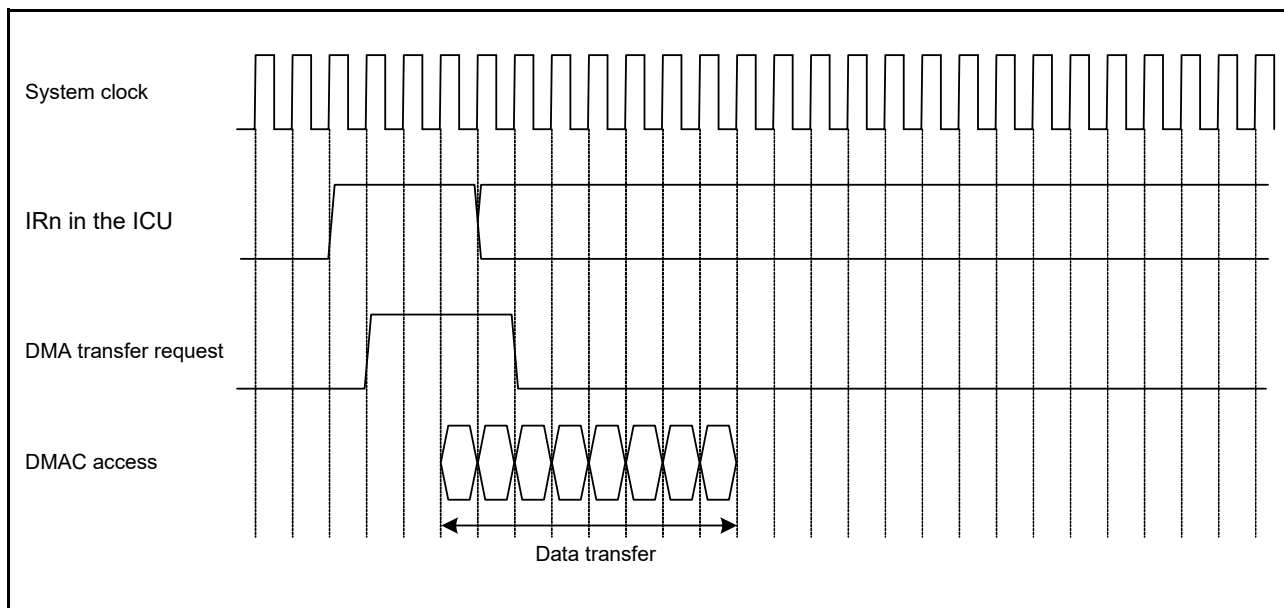 System clock
IRn in the ICU
DMA transfer request
DMAC access
Data transfer